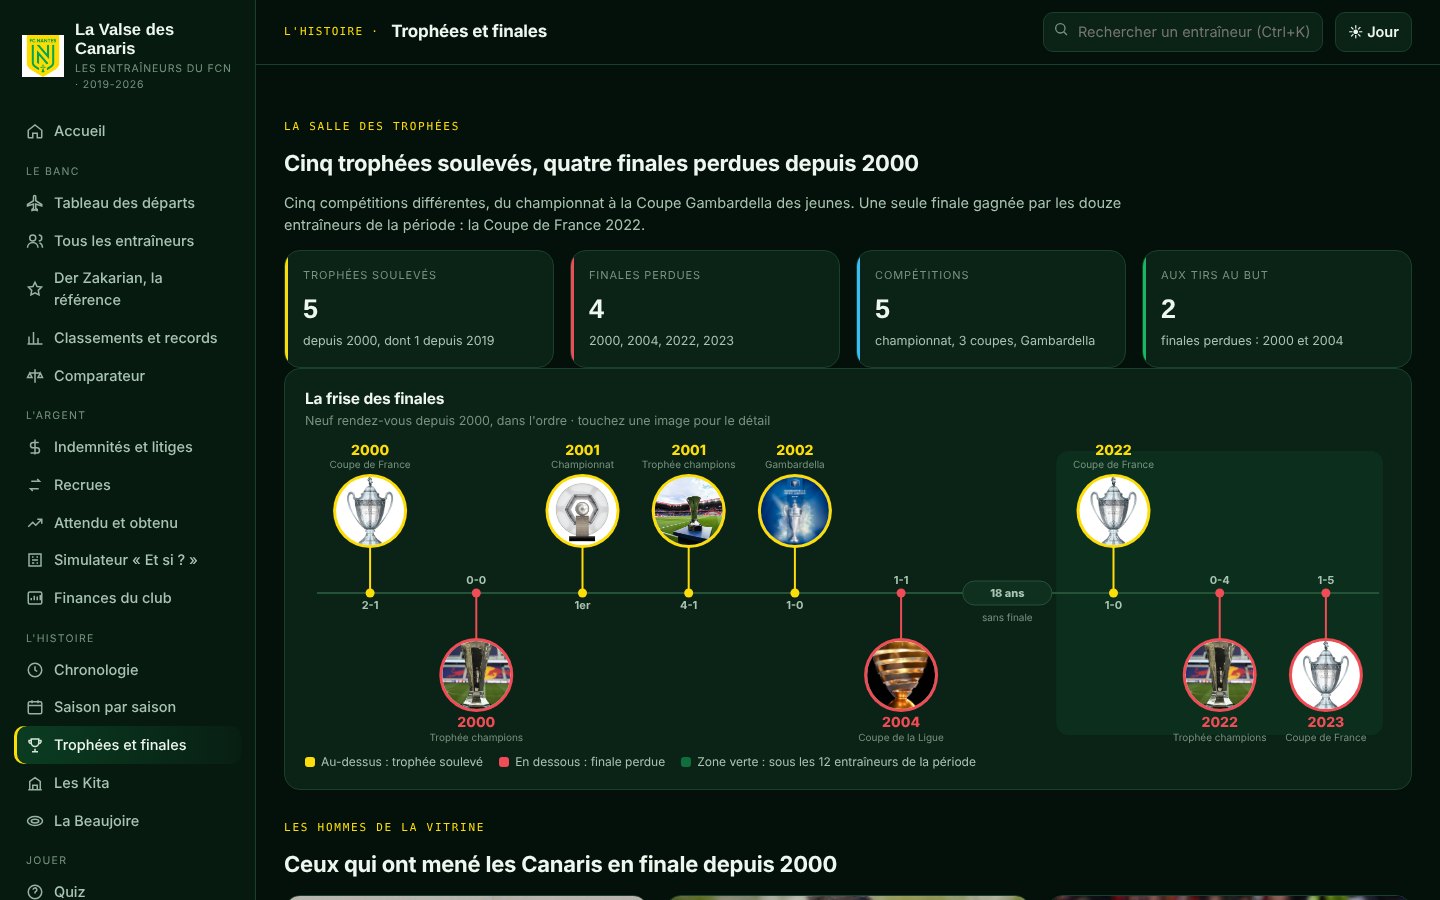 FC NANTES
La Valse des
Canaris
LES ENTRAÎNEURS DU FCN
· 2019-2026
Accueil
LE BANC
Tableau des départs
Tous les entraîneurs
Der Zakarian, la
référence
Classements et records
Comparateur
L'ARGENT
Indemnités et litiges
Recrues
Attendu et obtenu
Simulateur « Et si ? »
Finances du club
L'HISTOIRE
Chronologie
Saison par saison
Trophées et finales
Les Kita
La Beaujoire
JOUER
Quiz
L'HISTOIRE · Trophées et finales
Rechercher un entraîneur (Ctrl+K)
☀ Jour
LA SALLE DES TROPHÉES
Cinq trophées soulevés, quatre finales perdues depuis 2000
Cinq compétitions différentes, du championnat à la Coupe Gambardella des jeunes. Une seule finale gagnée par les douze
entraîneurs de la période : la Coupe de France 2022.
TROPHÉES SOULEVÉS
5
depuis 2000, dont 1 depuis 2019
FINALES PERDUES
4
2000, 2004, 2022, 2023
COMPÉTITIONS
5
championnat, 3 coupes, Gambardella
AUX TIRS AU BUT
2
finales perdues : 2000 et 2004
La frise des finales
Neuf rendez-vous depuis 2000, dans l'ordre · touchez une image pour le détail
2000
Coupe de France
2-1
0-0
2000
Trophée champions
2001
Championnat
1er
2001
Trophée champions
4-1
2002
Gambardella
1-0
1-1
2004
Coupe de la Ligue
18 ans
sans finale
2022
Coupe de France
1-0
0-4
2022
Trophée champions
1-5
2023
Coupe de France
Au-dessus : trophée soulevé
En dessous : finale perdue
Zone verte : sous les 12 entraîneurs de la période
LES HOMMES DE LA VITRINE
Ceux qui ont mené les Canaris en finale depuis 2000